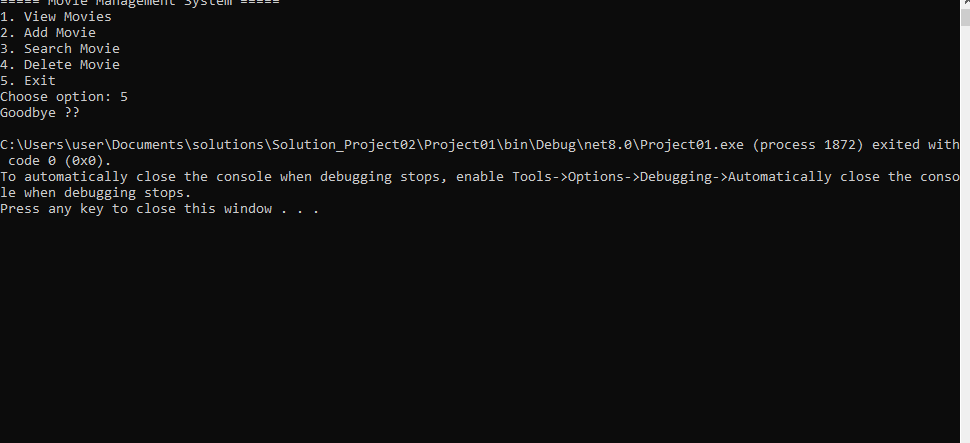 ===== Movie Management System =====
1. View Movies
2. Add Movie
3. Search Movie
4. Delete Movie
5. Exit
Choose option: 5
Goodbye ??
C:\Users\user\Documents\solutions\Solution_Project02\Project01\bin\Debug\net8.0\Project01.exe (process 1872) exited with
 code 0 (0x0).
To automatically close the console when debugging stops, enable Tools->Options->Debugging->Automatically close the conso
le when debugging stops.
Press any key to close this window . . .